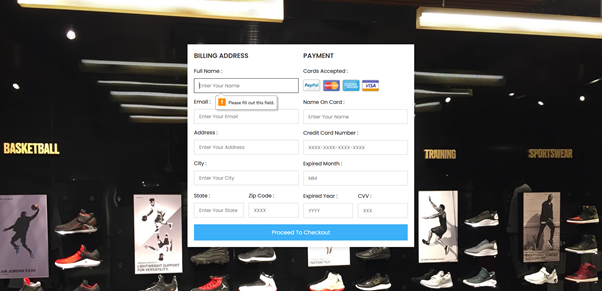 BILLING ADDRESS
Full Name :
Enter Your Name
Please fill out this field.
Email :
Enter Your Email
Address :
Enter Your Address
City :
Enter Your City
State :
Zip Code :
Enter Your State
XXXX
PAYMENT
Cards Accepted :
PayPal
VISA
Name On Card :
Enter Your Name
Credit Card Number :
XXXX-XXXX-XXXX-XXXX
Expired Month :
MM
Expired Year :
CVV :
YYYY
XXX
Proceed To Checkout
BASKETBALL
TRAINING
SPORTSWEAR
LIGHTWEIGHT SUPPORT
FOR VERSATILITY.